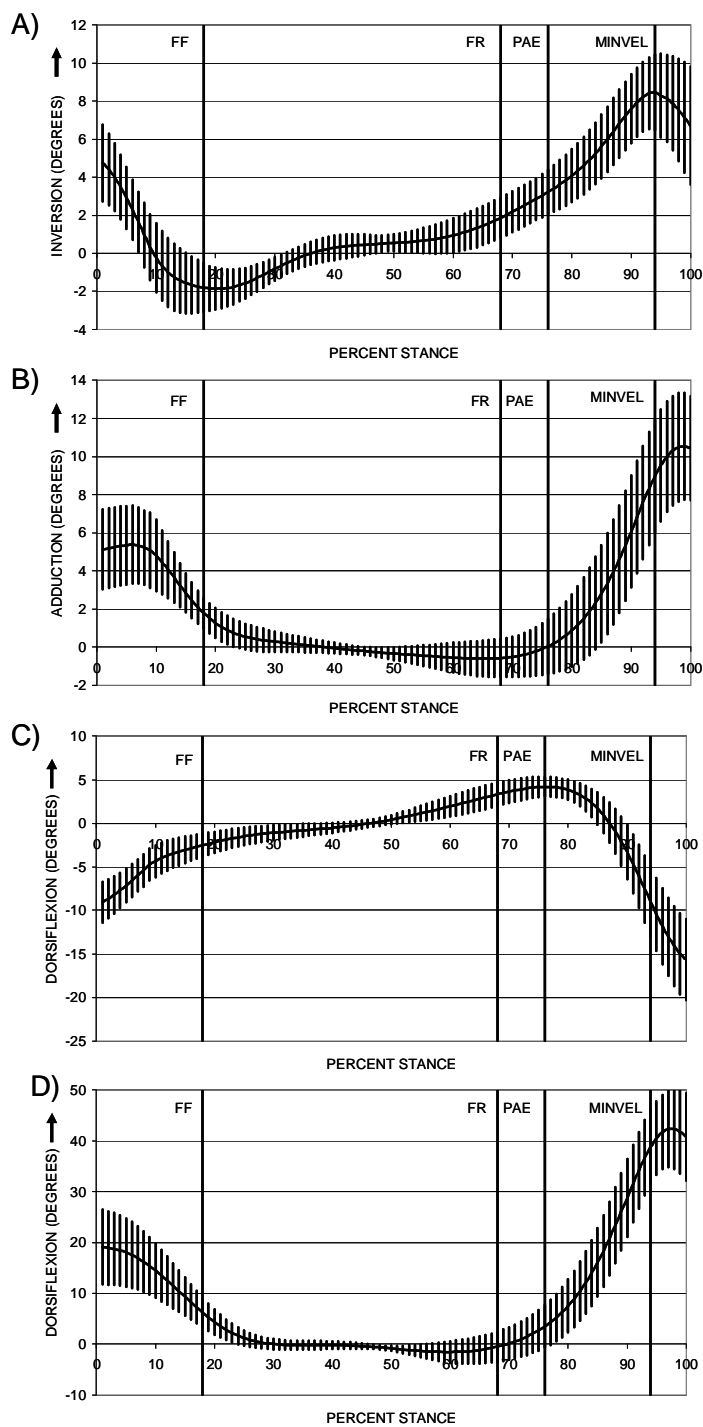 A)
12
FF FR PAE MINVEL
10
8
6
4
2
0
-2
-4
INVERSION (DEGREES)
0 10 20 30 40 50 60 70 80 90 100
PERCENT STANCE
B)
14
FF FR PAE MINVEL
12
10
8
6
4
2
0
-2
ADDUCTION (DEGREES)
0 10 20 30 40 50 60 70 80 90 100
PERCENT STANCE
C)
10
FF FR PAE MINVEL
5
0
-5
-10
-15
-20
-25
DORSIFLEXION (DEGREES)
0 10 20 30 40 50 60 70 80 90 100
PERCENT STANCE
D)
50
FF FR PAE MINVEL
40
30
20
10
0
-10
DORSIFLEXION (DEGREES)
0 10 20 30 40 50 60 70 80 90 100
PERCENT STANCE